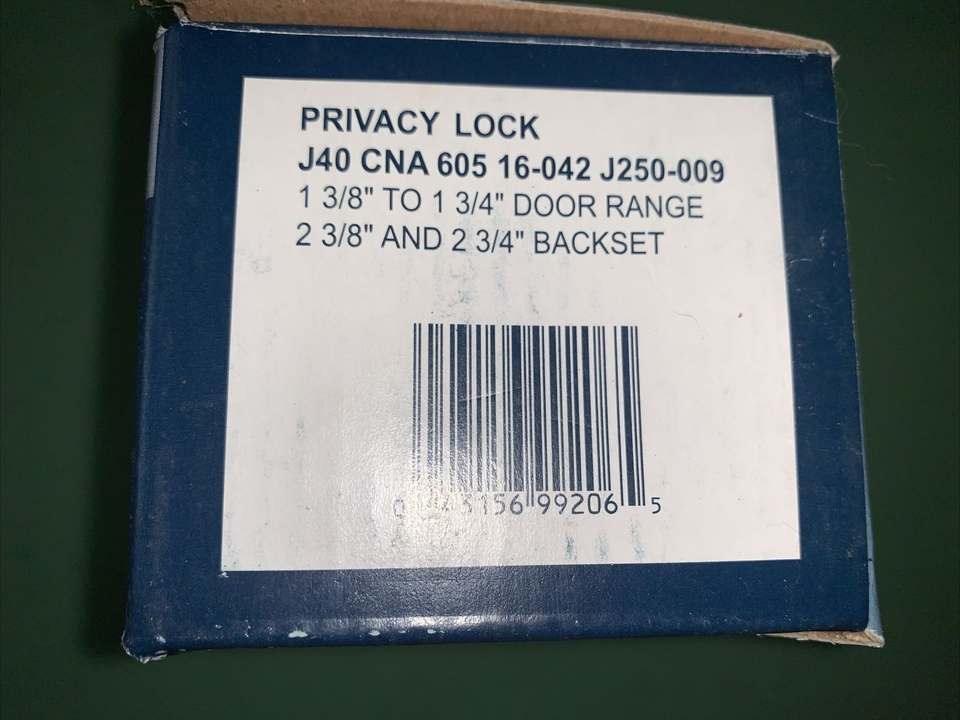 PRIVACY LOCK
J40 CNA 605 16-042 J250-009
1 3/8" TO 1 3/4" DOOR RANGE
2 3/8" AND 2 3/4" BACKSET
0 43156 99206 5